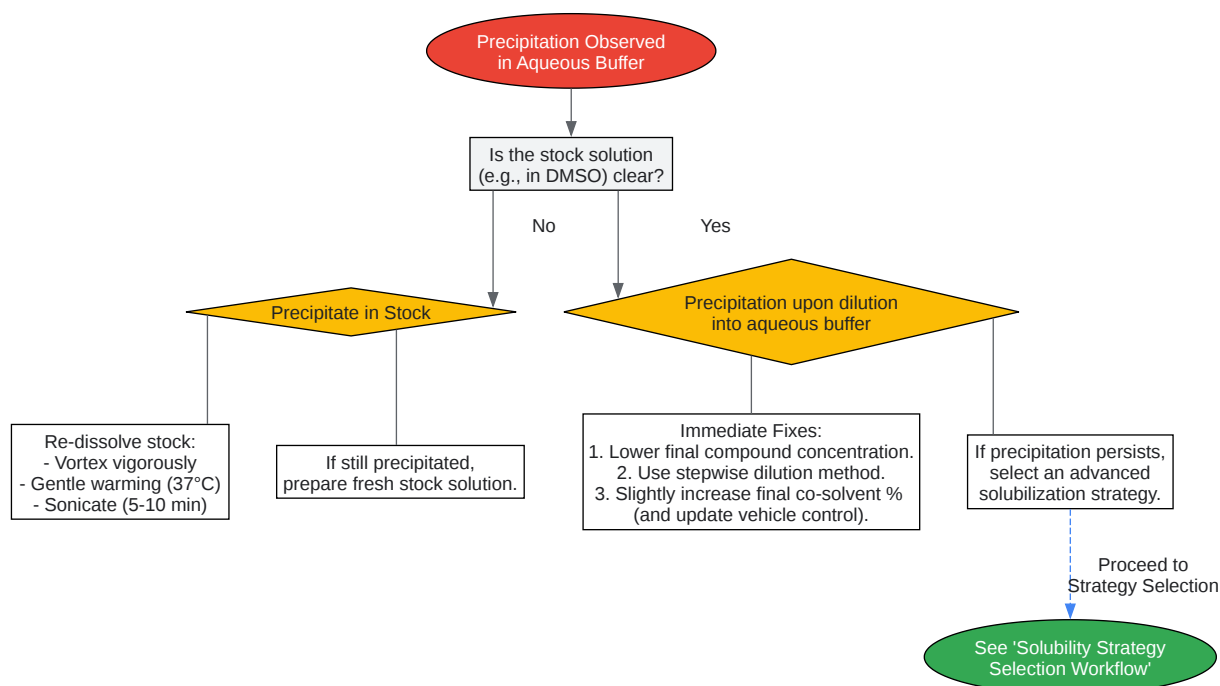 Precipitation Observed
in Aqueous Buffer
Is the stock solution
(e.g., in DMSO) clear?
No
Yes
Precipitate in Stock
Precipitation upon dilution
into aqueous buffer
Re-dissolve stock:
- Vortex vigorously
- Gentle warming (37°C)
- Sonicate (5-10 min)
If still precipitated,
prepare fresh stock solution.
Immediate Fixes:
1. Lower final compound concentration.
2. Use stepwise dilution method.
3. Slightly increase final co-solvent %
(and update vehicle control).
If precipitation persists,
select an advanced
solubilization strategy.
Proceed to
Strategy Selection
See 'Solubility Strategy
Selection Workflow'